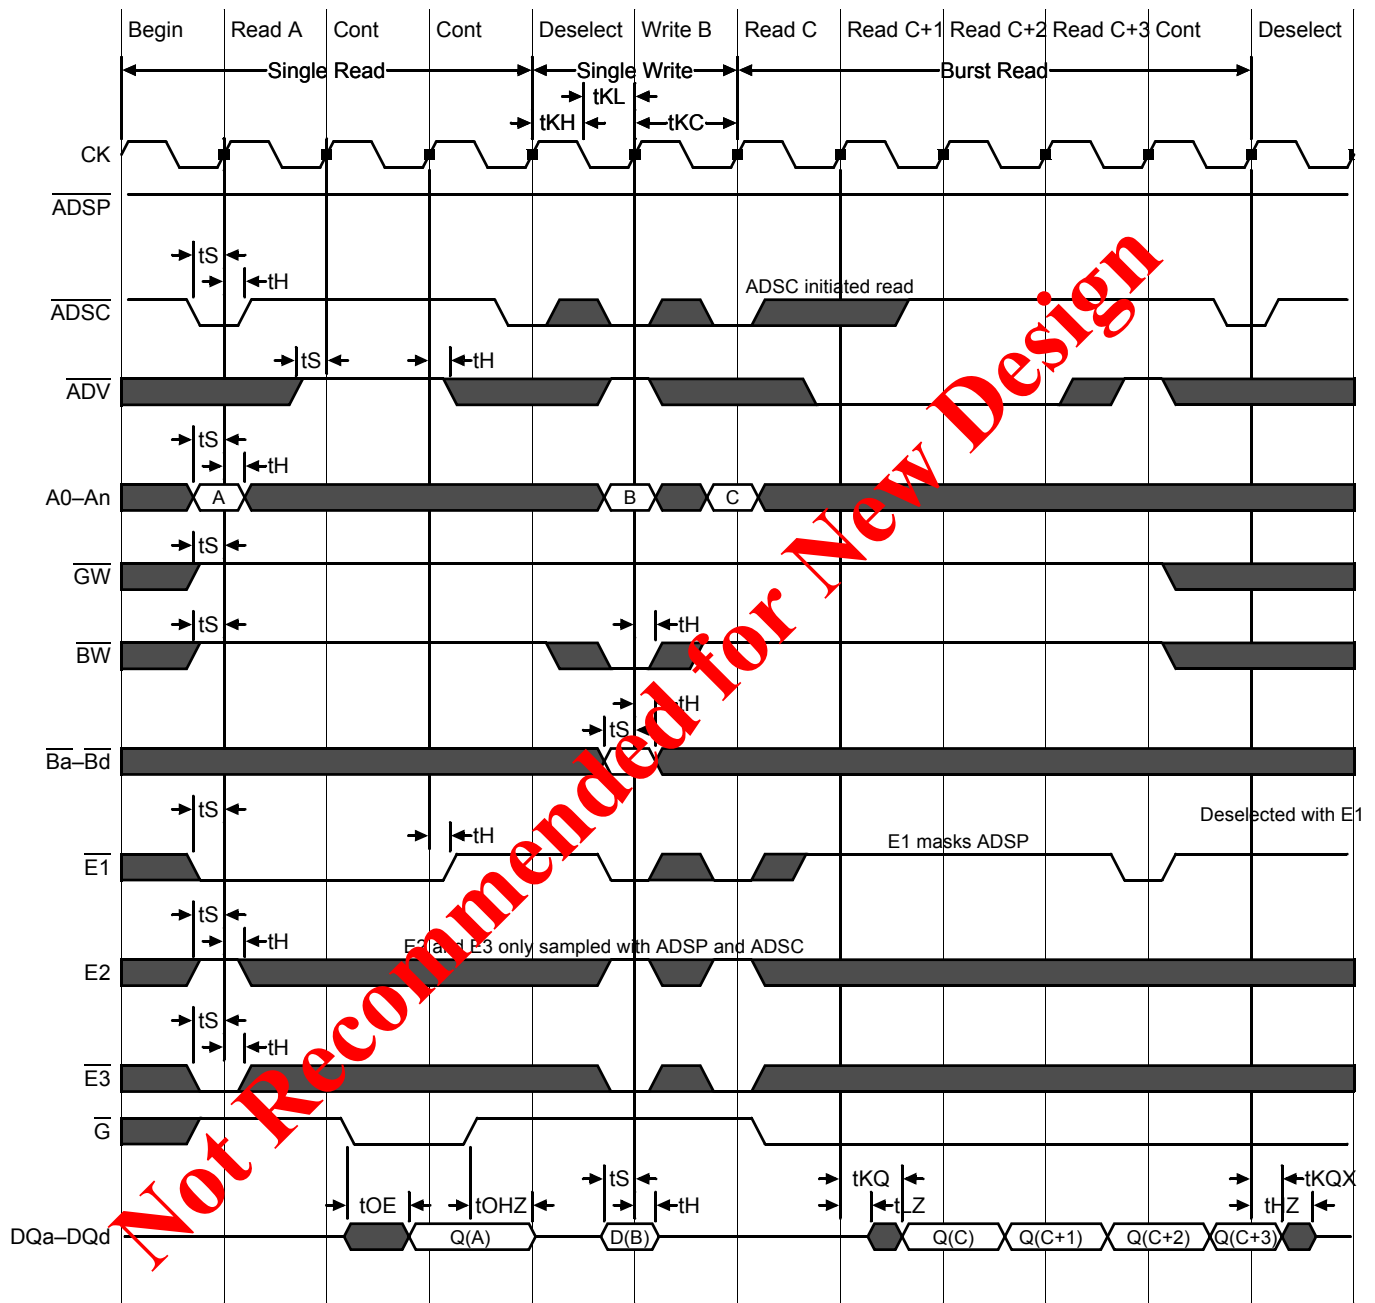 Begin Read A Cont Cont Deselect Write B Read C Read C+1 Read C+2 Read C+3 Cont Deselect
Single Read Single Write Burst Read
tKL
tKH tKC
CK
ADSP
tS
tH
ADSC initiated read
ADSC
tS tH
ADV
tS
tH
A0–An A B C
tS
GW
tS tH
BW
tH
tS
Ba–Bd
tS
Deselected with E1
tH
E1 masks ADSP
E1
tS
tH
E2 and E3 only sampled with ADSP and ADSC
E2
tS
tH
E3
G
tS tKQ tKQX
tOE tOHZ tH tLZ tHZ
DQa–DQd Q(A) D(B) Q(C) Q(C+1) Q(C+2) Q(C+3)
Not Recommended for New Design